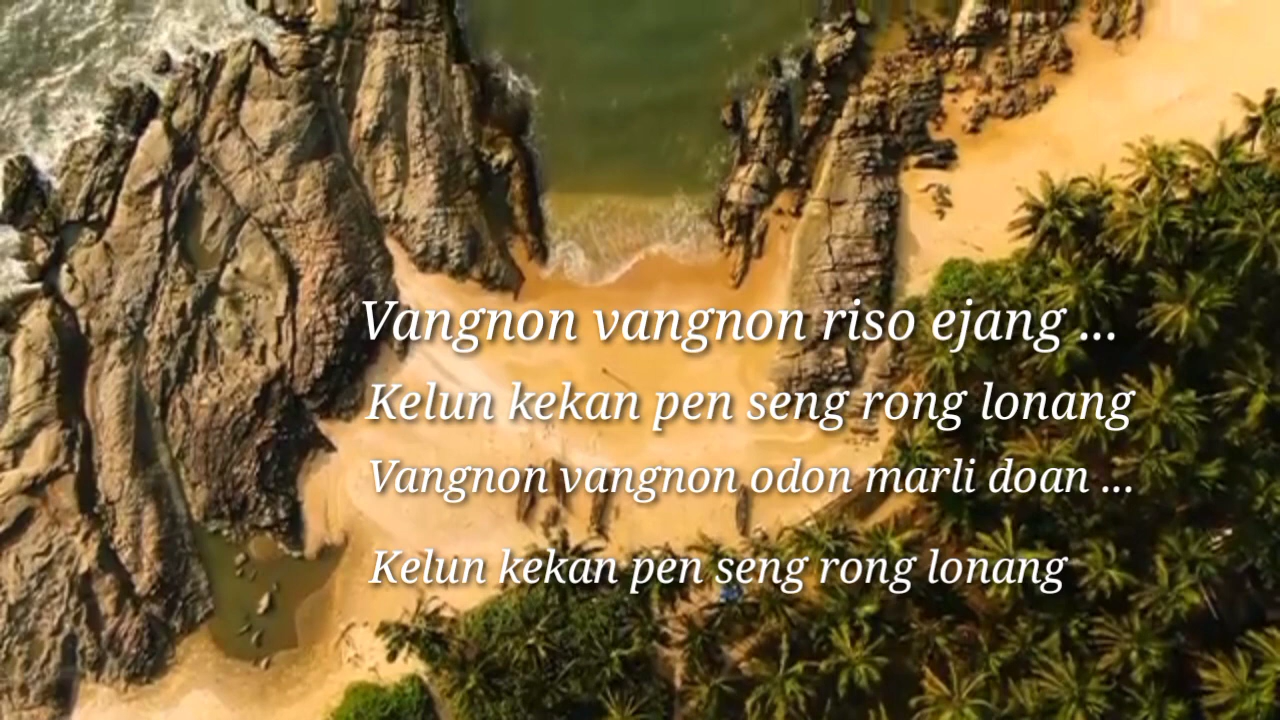 Vangnon vangnon riso ejang ...
Kelun kekan pen seng rong lonang
Vangnon vangnon odon marli doan ...
Kelun kekan pen seng rong lonang